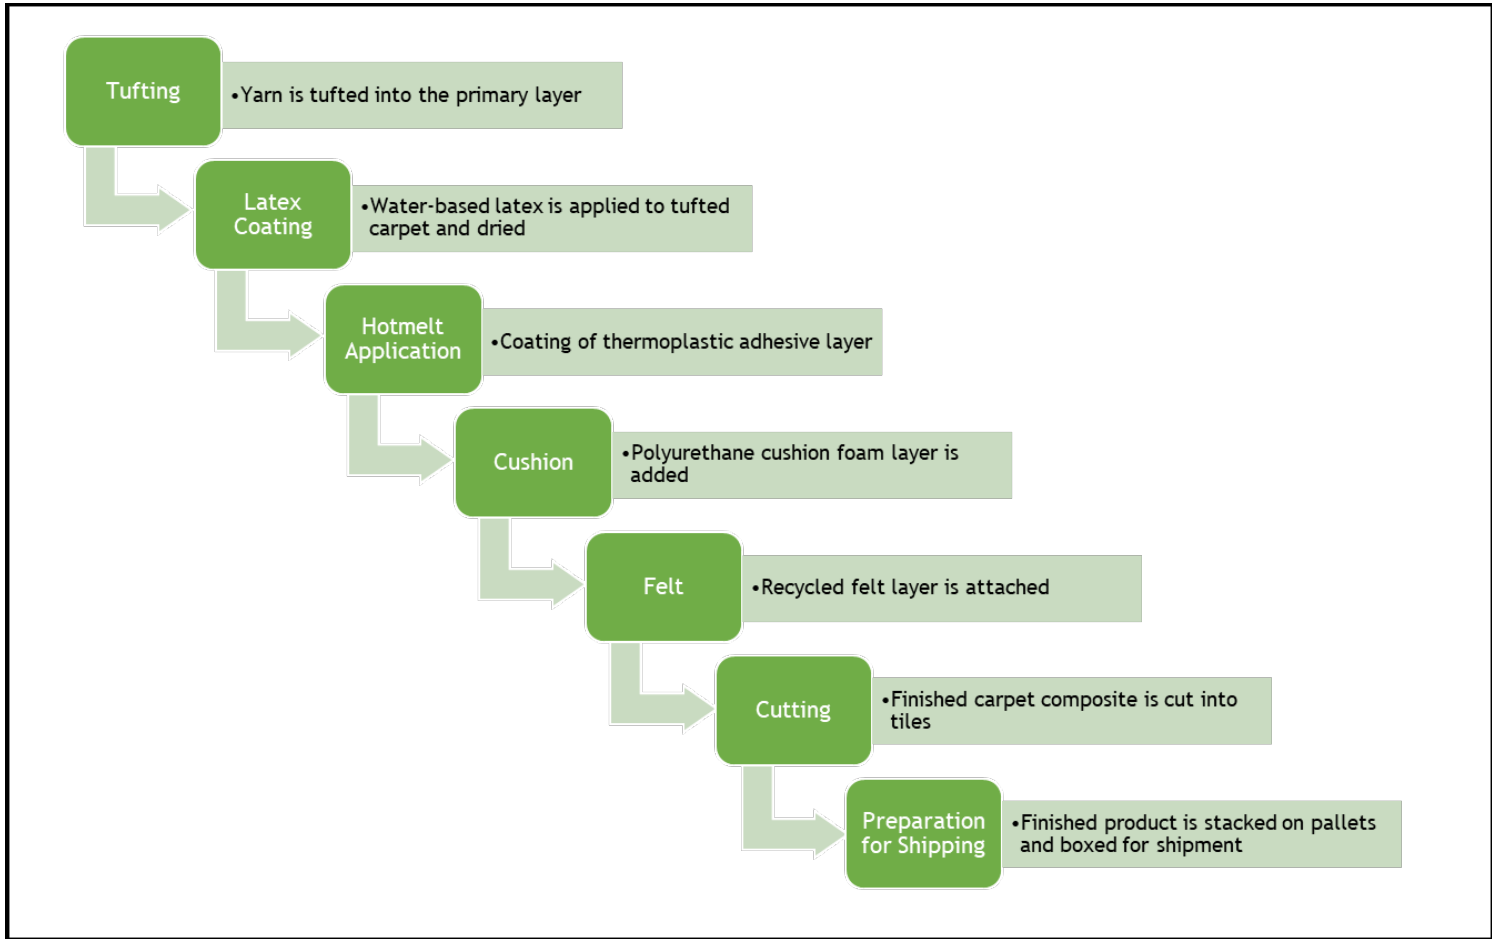 Tufting
•Yarn is tufted into the primary layer
Latex
Coating
•Water-based latex is applied to tufted
carpet and dried
Hotmelt
Application
•Coating of thermoplastic adhesive layer
Cushion
•Polyurethane cushion foam layer is
added
Felt
•Recycled felt layer is attached
Cutting
•Finished carpet composite is cut into
tiles
Preparation
for Shipping
•Finished product is stacked on pallets
and boxed for shipment